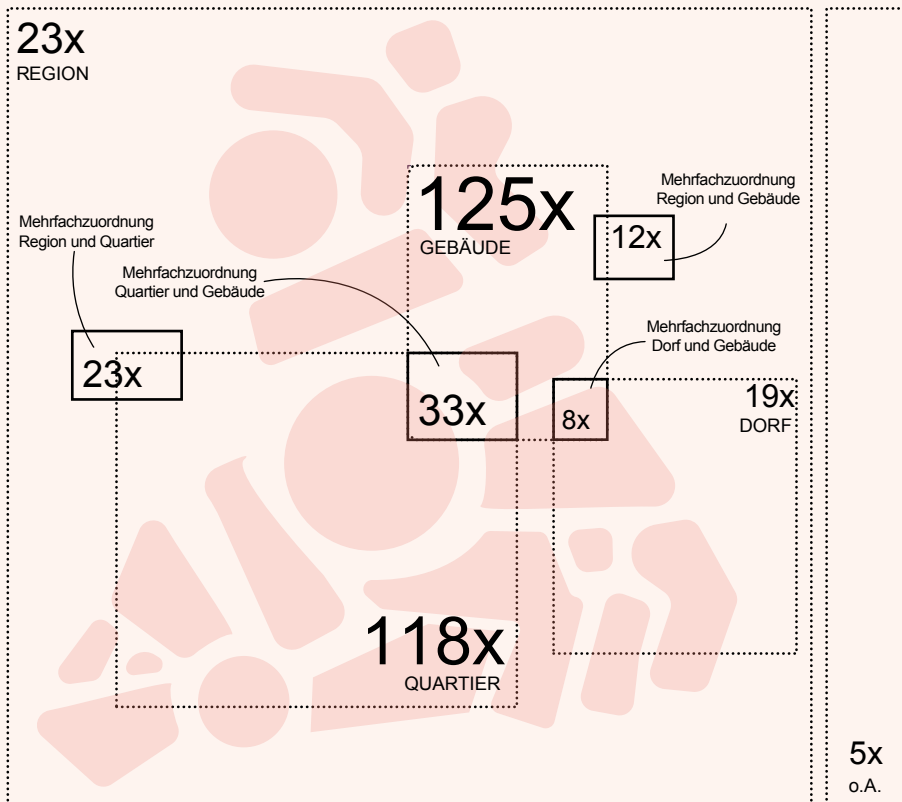 23x
REGION
125x
GEBÄUDE
Mehrfachzuordnung
Region und Gebäude
12x
Mehrfachzuordnung
Region und Quartier
Mehrfachzuordnung
Quartier und Gebäude
23x
33x
Mehrfachzuordnung
Dorf und Gebäude
8x
19x
DORF
118x
QUARTIER
5x
o.A.